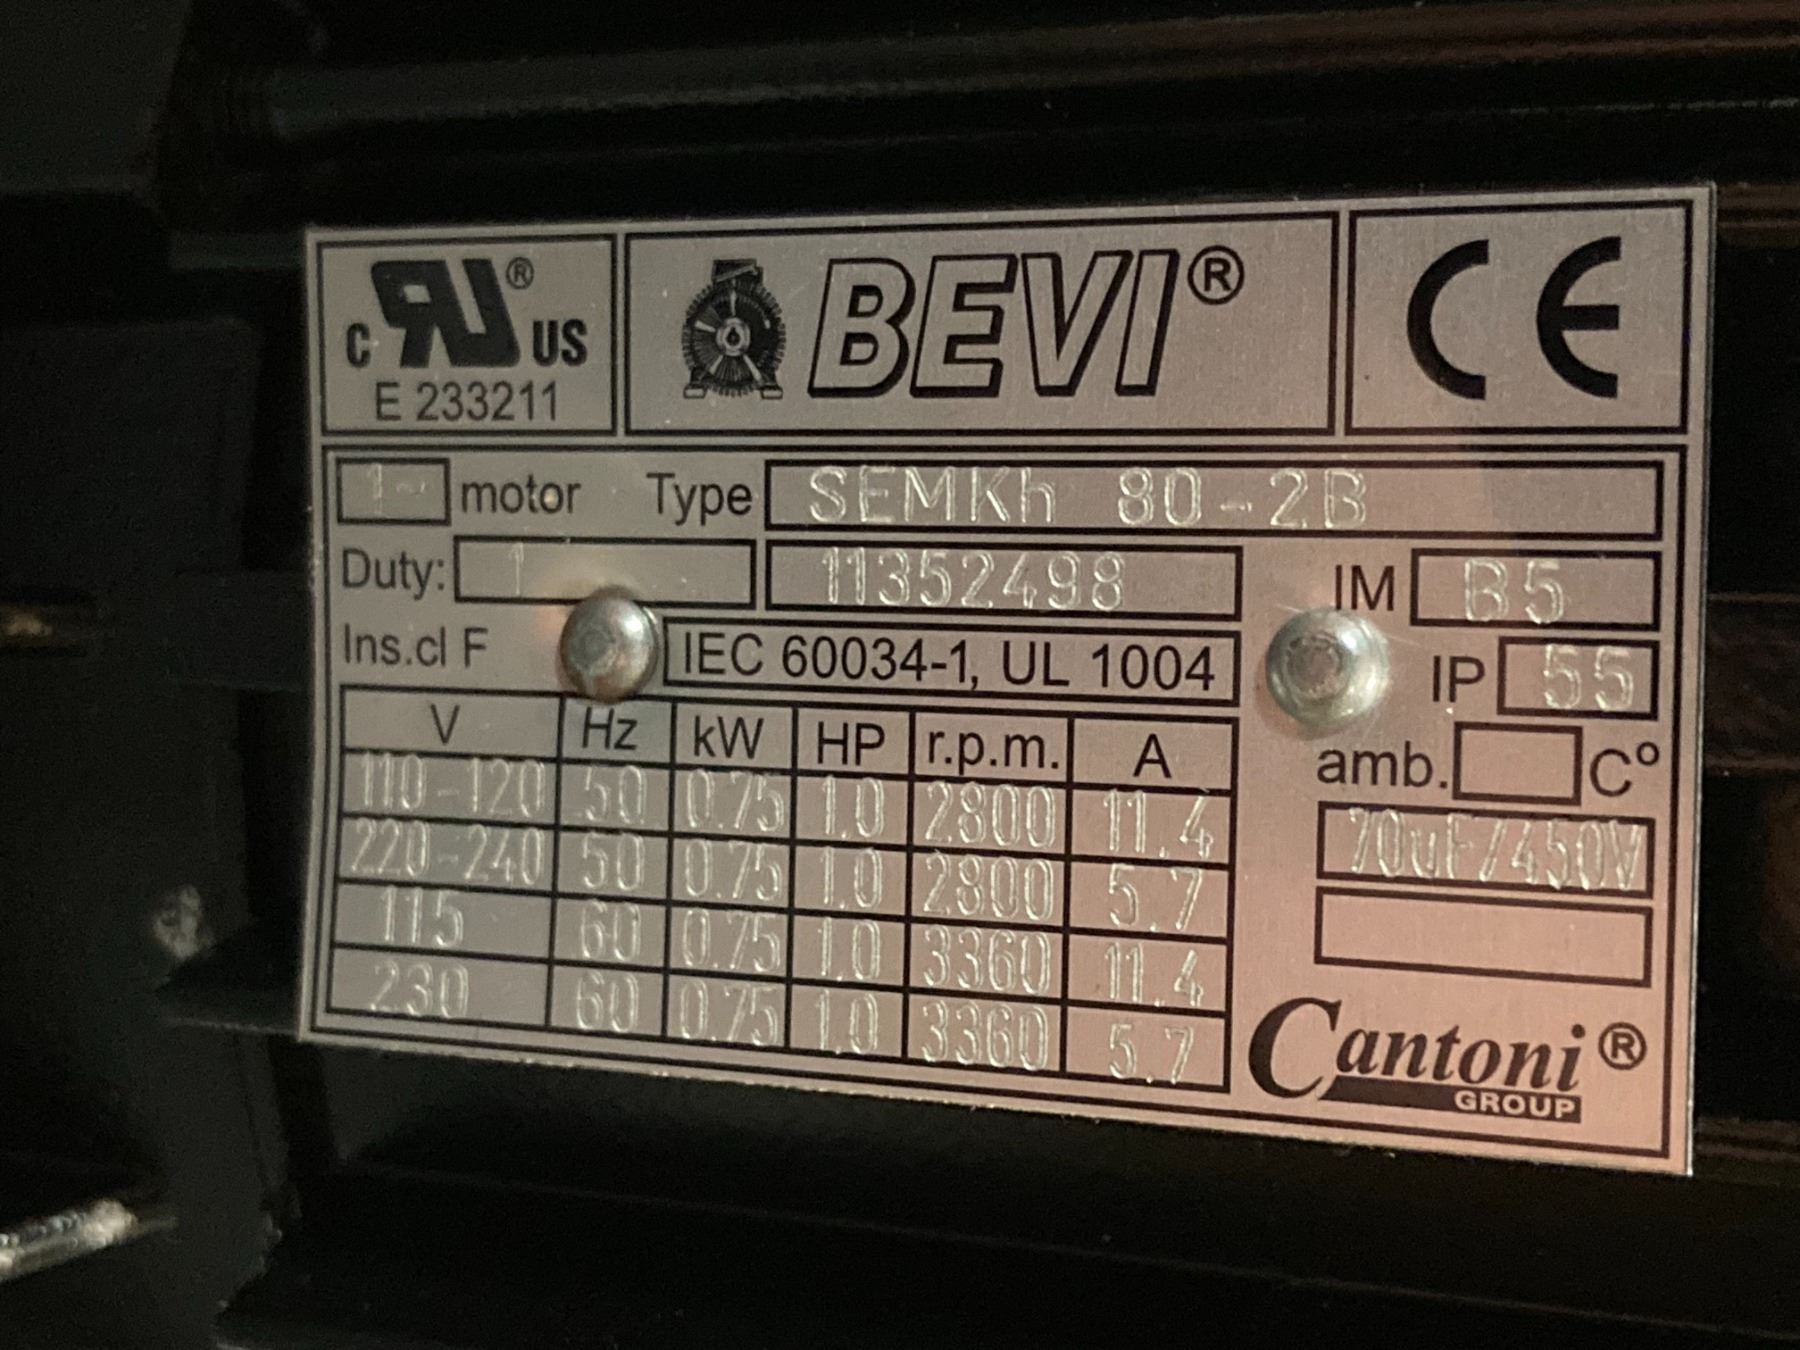 c RU® US
E 233211
BEVI®
CE
1~ motor Type SEMKh 80-2B
Duty: 1 11352498 IM B5
Ins.cl F IEC 60034-1, UL 1004 IP 55
V Hz kW HP r.p.m. A amb. C°
110-120 50 0.75 1.0 2800 11.4 70uF/450V
220-240 50 0.75 1.0 2800 5.7
115 60 0.75 1.0 3360 11.4
230 60 0.75 1.0 3360 5.7
Cantoni®
GROUP